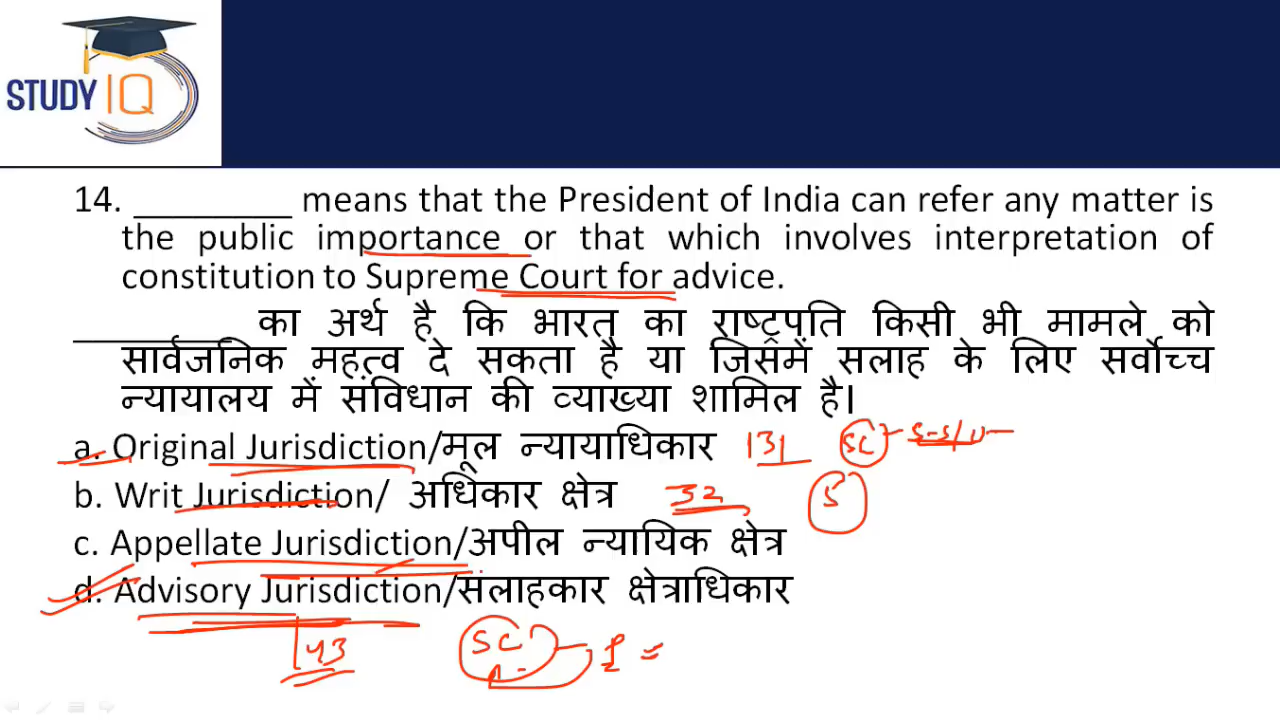 STUDY IQ
14. ________ means that the President of India can refer any matter is
the public importance or that which involves interpretation of
constitution to Supreme Court for advice.
________ का अर्थ है कि भारत का राष्ट्रपति किसी भी मामले को
सार्वजनिक महत्व दे सकता है या जिसमें सलाह के लिए सर्वोच्च
न्यायालय में संविधान की व्याख्या शामिल है।
a. Original Jurisdiction/मूल न्यायाधिकार 131 SC
b. Writ Jurisdiction/ अधिकार क्षेत्र 32 5
c. Appellate Jurisdiction/अपील न्यायिक क्षेत्र
d. Advisory Jurisdiction/सलाहकार क्षेत्राधिकार
143 SC